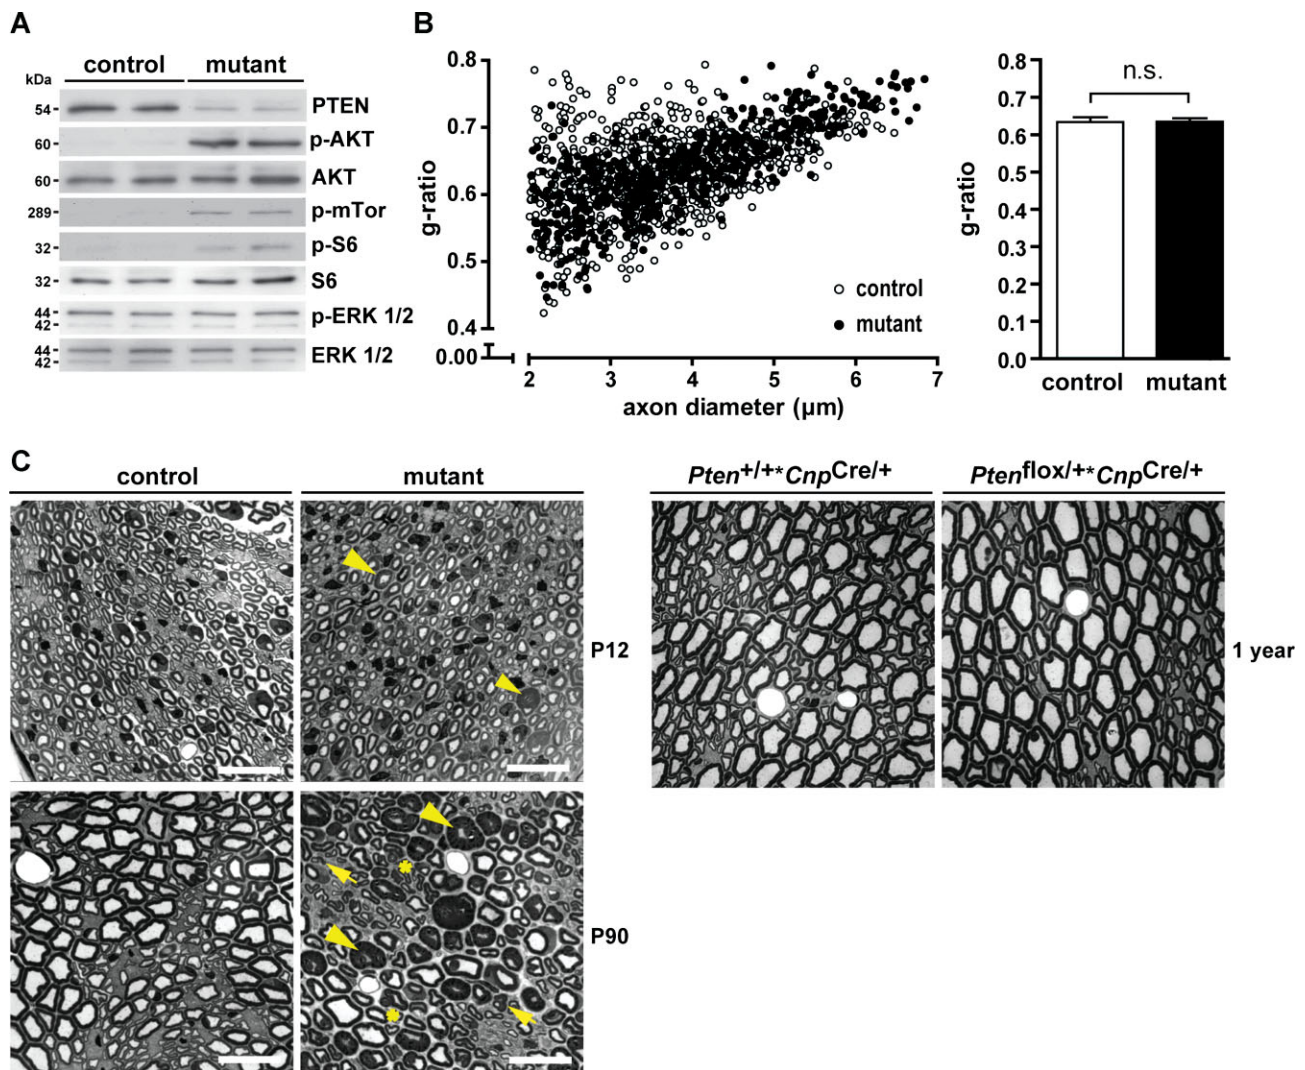 A
control mutant
kDa
54 PTEN
60 p-AKT
60 AKT
289 p-mTor
32 p-S6
32 S6
44 p-ERK 1/2
42
44 ERK 1/2
42
B
0.8
0.7
0.6
0.5
0.4
0.00
g-ratio
2 3 4 5 6 7
axon diameter (µm)
control
mutant
n.s.
0.8
0.7
0.6
0.5
0.4
0.3
0.2
0.1
0.0
g-ratio
control mutant
C
control mutant
P12
P90
Pten+/+*CnpCre/+ Ptenflox/+*CnpCre/+
1 year